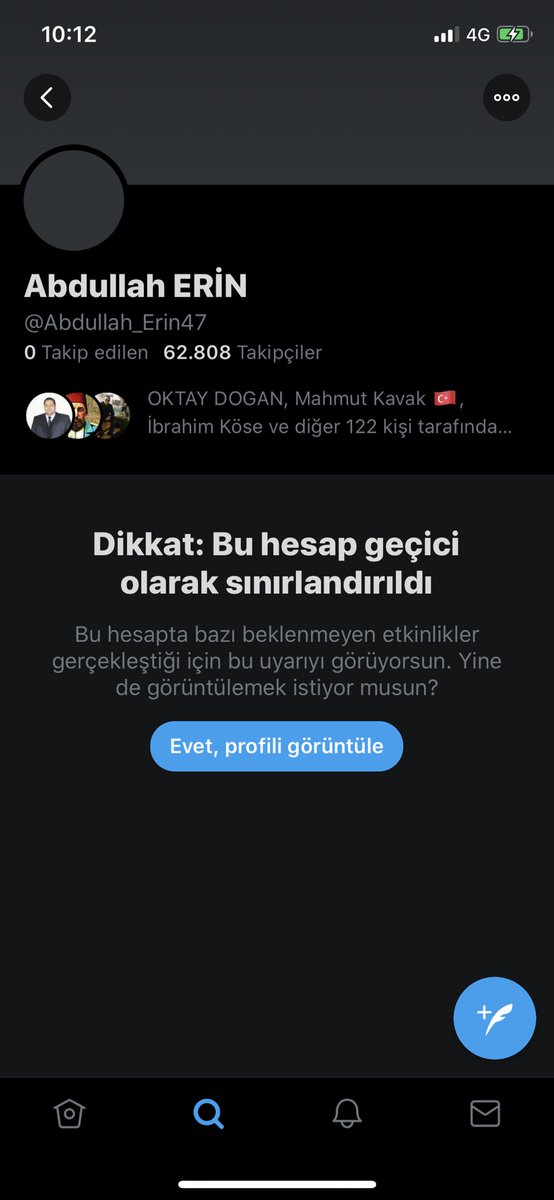 10:12
4G
Abdullah ERİN
@Abdullah_Erin47
0 Takip edilen 62.808 Takipçiler
OKTAY DOGAN, Mahmut Kavak 🇹🇷,
İbrahim Köse ve diğer 122 kişi tarafında...
Dikkat: Bu hesap geçici
olarak sınırlandırıldı
Bu hesapta bazı beklenmeyen etkinlikler
gerçekleştiği için bu uyarıyı görüyorsun. Yine
de görüntülemek istiyor musun?
Evet, profili görüntüle